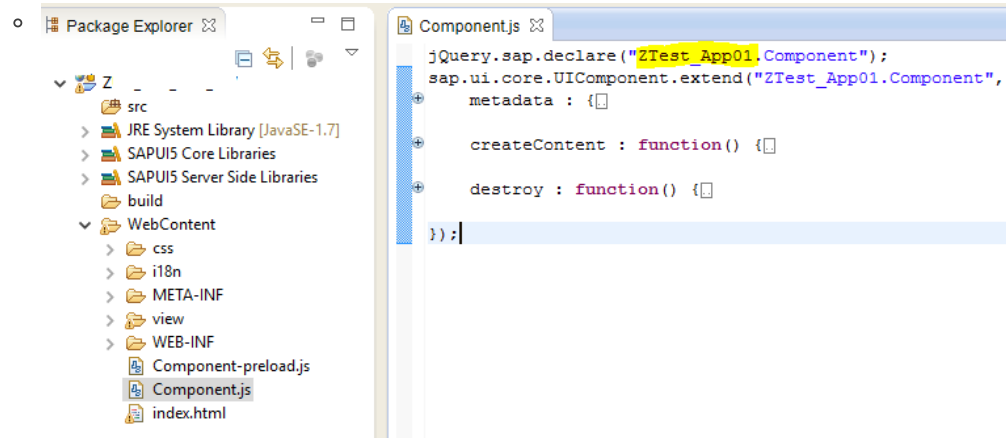 Package Explorer
Z _ _ _
src
JRE System Library [JavaSE-1.7]
SAPUI5 Core Libraries
SAPUI5 Server Side Libraries
build
WebContent
css
i18n
META-INF
view
WEB-INF
Component-preload.js
Component.js
index.html
Component.js
jQuery.sap.declare("ZTest_App01.Component");
sap.ui.core.UIComponent.extend("ZTest_App01.Component",
metadata : {
createContent : function() {
destroy : function() {
});